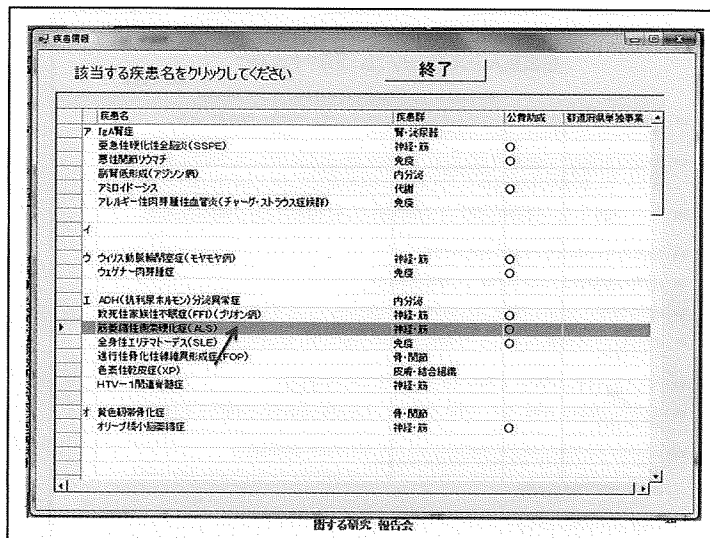 疾患情報
該当する疾患名をクリックしてください 終了
疾患名 疾患群 公費助成 都道府県単独事業
ア IgA腎症 腎・泌尿器
亜急性硬化性全脳炎(SSPE) 神経・筋 ○
悪性関節リウマチ 免疫 ○
副腎低形成(アジソン病) 内分泌
アミロイドーシス 代謝 ○
アレルギー性肉芽腫性血管炎(チャーグ・ストラウス症候群) 免疫
イ
ウ ウィリス動脈輪閉塞症(モヤモヤ病) 神経・筋 ○
ウェゲナー肉芽腫症 免疫 ○
エ ADH(抗利尿ホルモン)分泌異常症 内分泌
致死性家族性不眠症(FFI)(プリオン病) 神経・筋 ○
筋萎縮性側索硬化症(ALS) 神経・筋 ○
全身性エリテマトーデス(SLE) 免疫 ○
進行性骨化性線維異形成症(FOP) 骨・関節
色素性乾皮症(XP) 皮膚・結合組織
HTV-1関連脊髄症 神経・筋
オ 黄色靭帯骨化症 骨・関節
オリーブ橋小脳萎縮症 神経・筋 ○
関する研究 報告会